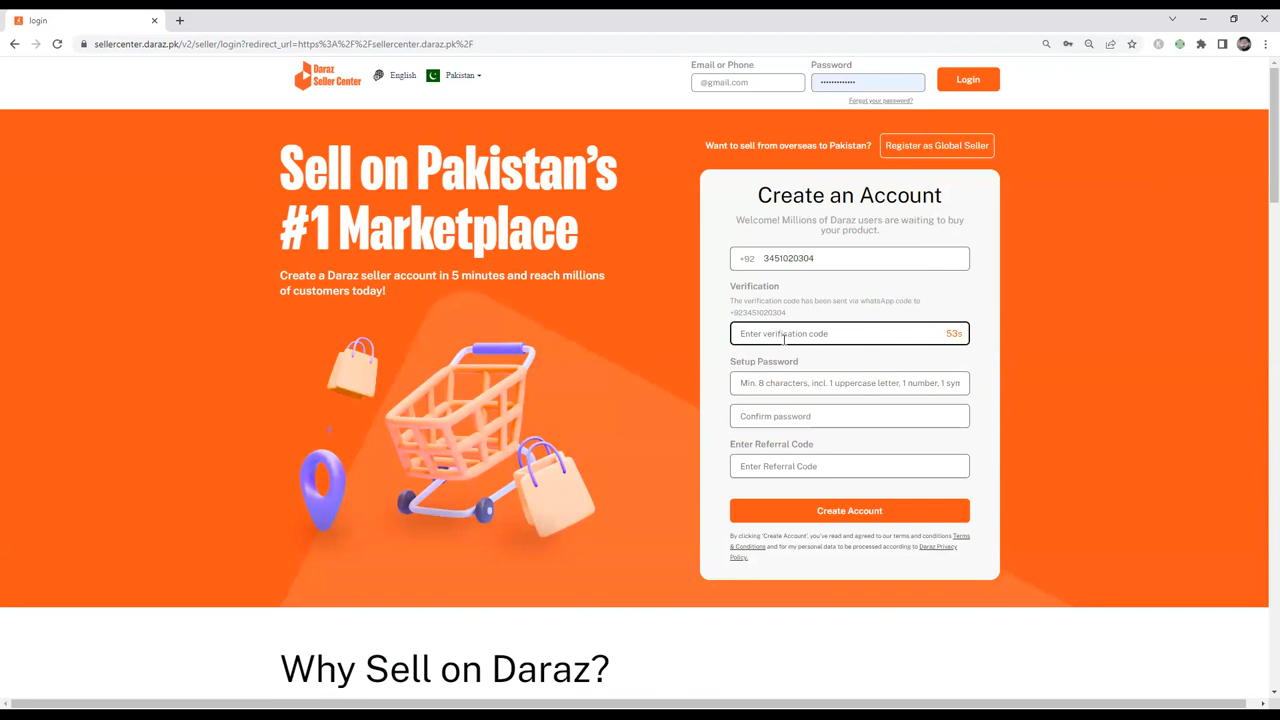 login
sellercenter.daraz.pk/v2/seller/login?redirect_url=https%3A%2F%2Fsellercenter.daraz.pk%2F
Daraz
Seller Center
English
Pakistan
Email or Phone
Password
@gmail.com
•••••••••••••
Login
Forgot your password?
Sell on Pakistan's
#1 Marketplace
Create a Daraz seller account in 5 minutes and reach millions
of customers today!
Want to sell from overseas to Pakistan?
Register as Global Seller
Create an Account
Welcome! Millions of Daraz users are waiting to buy
your product.
+92 3451020304
Verification
The verification code has been sent via whatsApp code to
+923451020304
Enter verification code
53s
Setup Password
Min. 8 characters, incl. 1 uppercase letter, 1 number, 1 sym
Confirm password
Enter Referral Code
Enter Referral Code
Create Account
By clicking 'Create Account', you've read and agreed to our terms and conditions Terms
& Conditions and for my personal data to be processed according to Daraz Privacy
Policy.
Why Sell on Daraz?